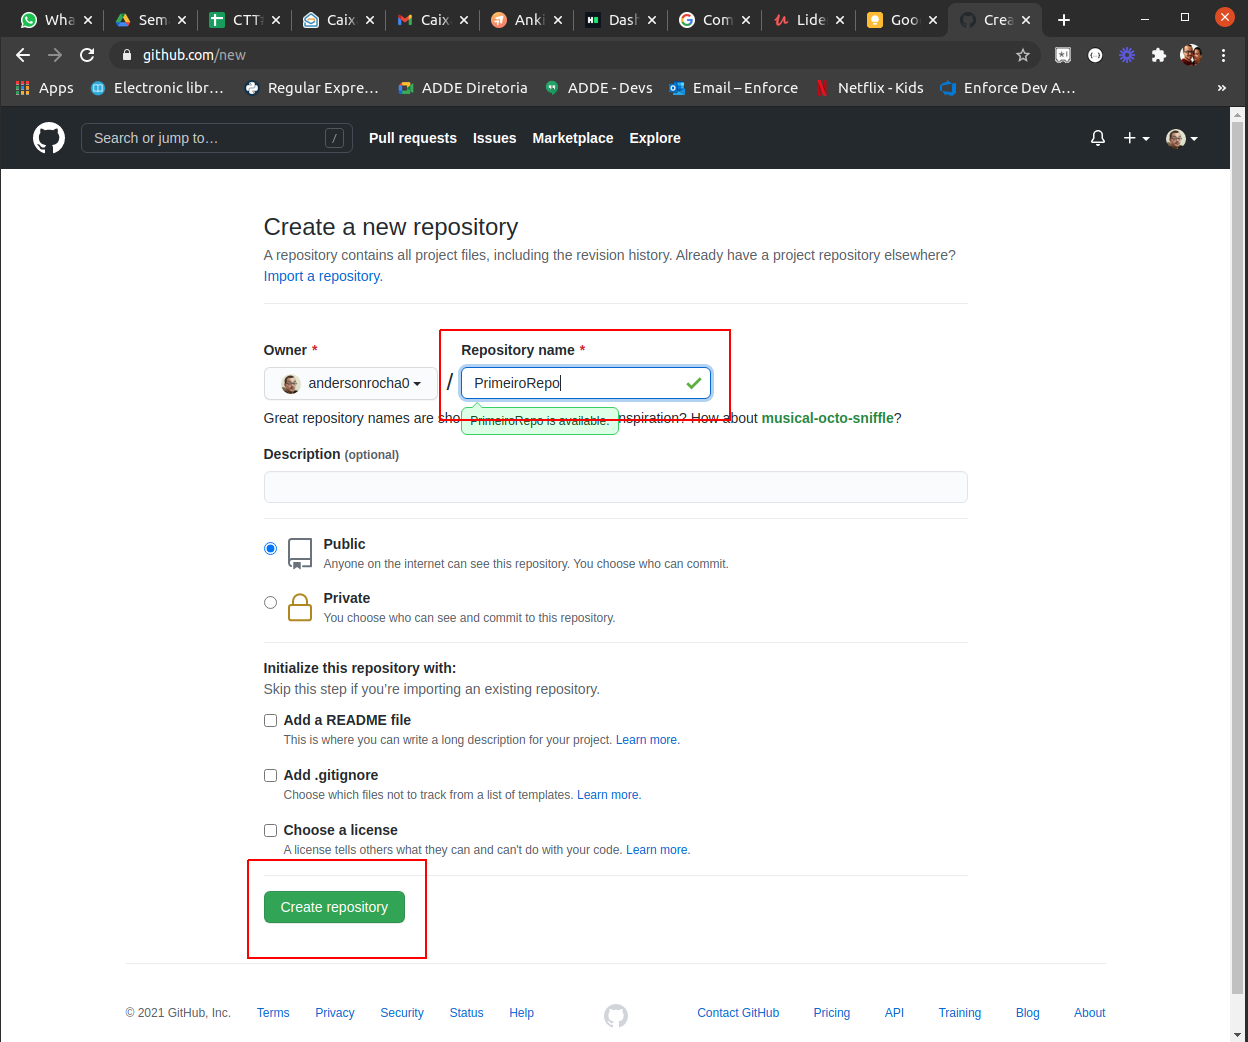 Wha
Sem
CTT
Caix
Caix
Anki
Dash
Com
Lide
Goo
Crea
github.com/new
Apps
Electronic libr…
Regular Expre…
ADDE Diretoria
ADDE - Devs
Email – Enforce
Netflix - Kids
Enforce Dev A…
»
Search or jump to…
/
Pull requests
Issues
Marketplace
Explore
Create a new repository
A repository contains all project files, including the revision history. Already have a project repository elsewhere?
Import a repository.
Owner *
Repository name *
andersonrocha0
/
PrimeiroRepo
Great repository names are sho
PrimeiroRepo is available.
nspiration? How about musical-octo-sniffle?
Description (optional)
Public
Anyone on the internet can see this repository. You choose who can commit.
Private
You choose who can see and commit to this repository.
Initialize this repository with:
Skip this step if you're importing an existing repository.
Add a README file
This is where you can write a long description for your project. Learn more.
Add .gitignore
Choose which files not to track from a list of templates. Learn more.
Choose a license
A license tells others what they can and can't do with your code. Learn more.
Create repository
© 2021 GitHub, Inc.
Terms
Privacy
Security
Status
Help
Contact GitHub
Pricing
API
Training
Blog
About